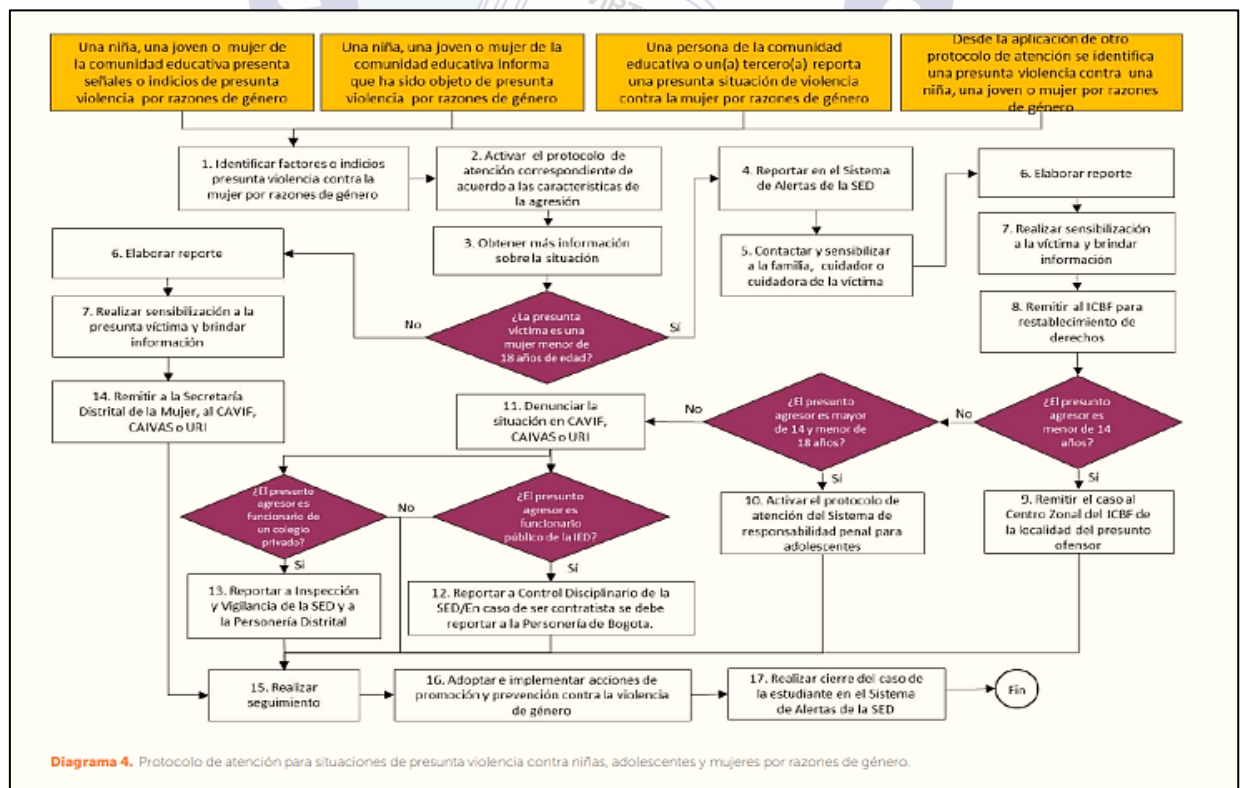 Una niña, una joven o mujer de
la comunidad educativa presenta
señales o indicios de presunta
violencia por razones de género
Una niña, una joven o mujer de la
comunidad educativa informa
que ha sido objeto de presunta
violencia por razones de género
Una persona de la comunidad
educativa o un(a) tercero(a) reporta
una presunta situación de violencia
contra la mujer por razones de género
Desde la aplicación de otro
protocolo de atención se identifica
una presunta violencia contra una
niña, una joven o mujer por razones
de género
1. Identificar factores o indicios
presunta violencia contra la
mujer por razones de género
2. Activar el protocolo de
atención correspondiente de
acuerdo a las características de
la agresión
3. Obtener más información
sobre la situación
¿La presunta
víctima es una
mujer menor de
18 años de edad?
No
Sí
4. Reportar en el Sistema
de Alertas de la SED
5. Contactar y sensibilizar
a la familia, cuidador o
cuidadora de la víctima
6. Elaborar reporte
7. Realizar sensibilización
a la víctima y brindar
información
8. Remitir al ICBF para
restablecimiento de
derechos
¿El presunto
agresor es
menor de 14
años?
No
Sí
9. Remitir el caso al
Centro Zonal del ICBF de
la localidad del presunto
ofensor
¿El presunto
agresor es mayor
de 14 y menor de
18 años?
No
Sí
10. Activar el protocolo de
atención del Sistema de
responsabilidad penal para
adolescentes
11. Denunciar la
situación en CAVIF,
CAIVAS o URI
¿El presunto
agresor es
funcionario
público de la IED?
No
Sí
12. Reportar a Control Disciplinario de la
SED/En caso de ser contratista se debe
reportar a la Personería de Bogota.
¿El presunto
agresor es
funcionario de
un colegio
privado?
Sí
13. Reportar a Inspección
y Vigilancia de la SED y a
la Personería Distrital
6. Elaborar reporte
7. Realizar sensibilización a la
presunta víctima y brindar
información
14. Remitir a la Secretaría
Distrital de la Mujer, al CAVIF,
CAIVAS o URI
15. Realizar
seguimiento
16. Adoptar e implementar acciones de
promoción y prevención contra la violencia
de género
17. Realizar cierre del caso de
la estudiante en el Sistema
de Alertas de la SED
Fin
Diagrama 4. Protocolo de atención para situaciones de presunta violencia contra niñas, adolescentes y mujeres por razones de género.